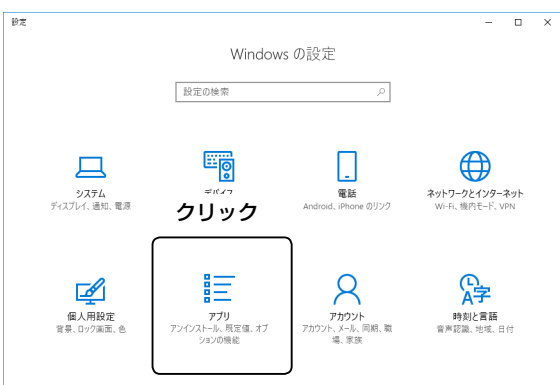 設定
Windows の設定
設定の検索
システム
ディスプレイ、通知、電源
デバイス
電話
Android、iPhone のリンク
ネットワークとインターネット
Wi-Fi、機内モード、VPN
クリック
個人用設定
背景、ロック画面、色
アプリ
アンインストール、既定値、オプ
ションの機能
アカウント
アカウント、メール、同期、職
場、家族
時刻と言語
音声認識、地域、日付